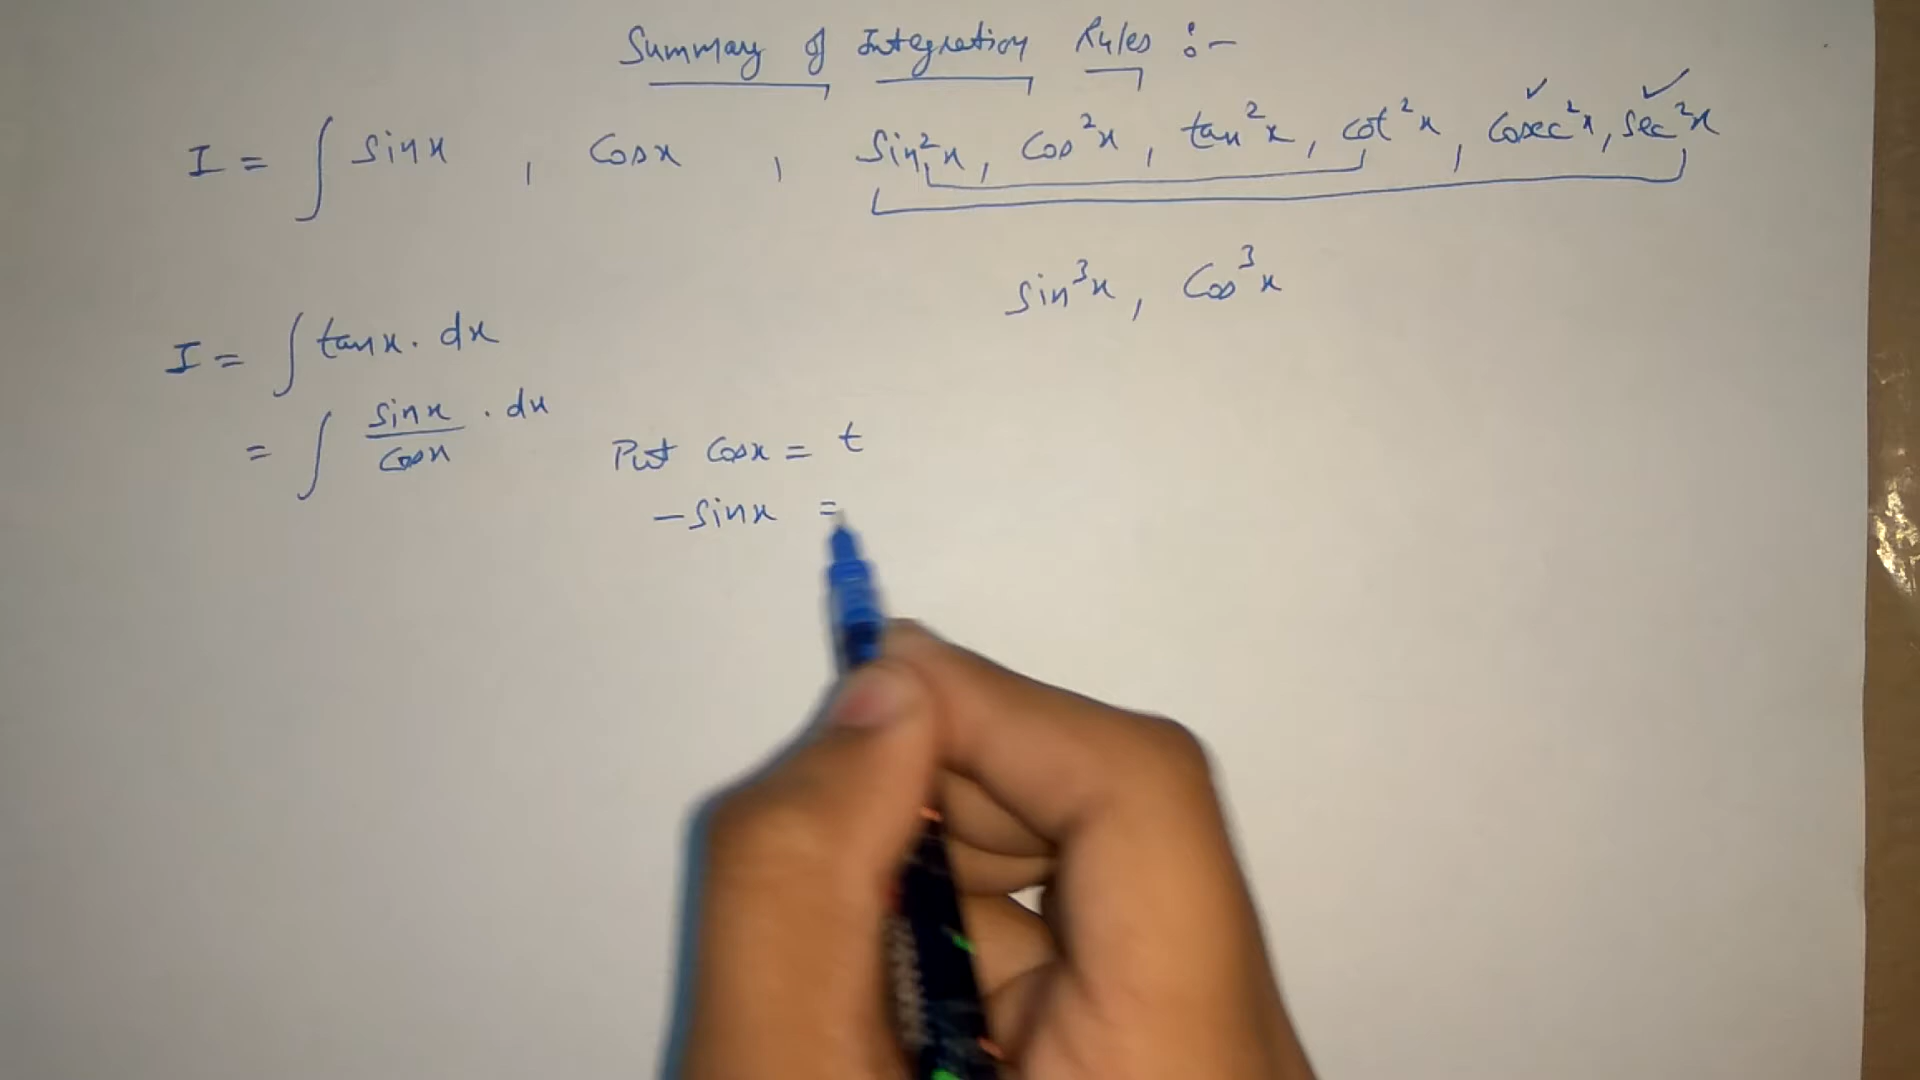 Summary of Integration Rules :-
I = ∫ sinx , Cosx , Sin²x, Cos²x, tan²x, cot²x, Cosec²x, sec²x
sin³x, Cos³x
I = ∫ tanx. dx
= ∫ sinx/cosx . dx
Put Cosx = t
-sinx =